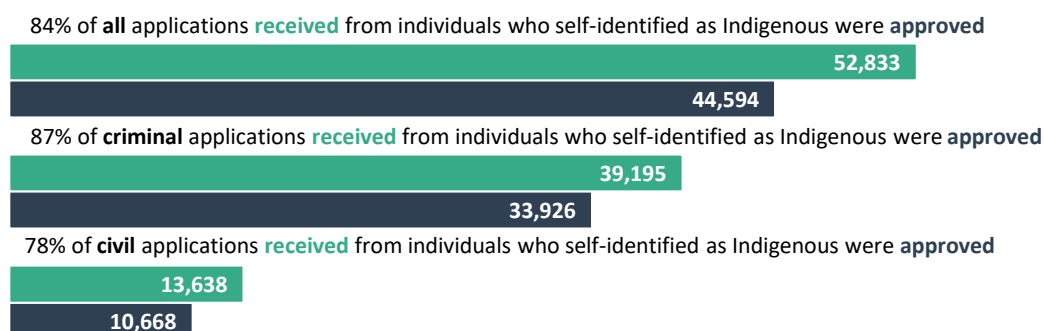 84% of all applications received from individuals who self-identified as Indigenous were approved
52,833
44,594
87% of criminal applications received from individuals who self-identified as Indigenous were approved
39,195
33,926
78% of civil applications received from individuals who self-identified as Indigenous were approved
13,638
10,668